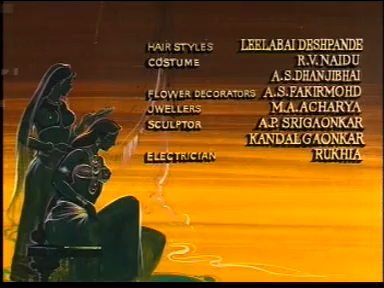 HAIR STYLES LEELABAI DESHPANDE
COSTUME R.V. NAIDU
A.S. DHANJIBHAI
FLOWER DECORATORS A.S. FAKIRMOHD
JWELLERS M.A. ACHARYA
SCULPTOR A.P. SRIGAONKAR
KANDALGAONKAR
ELECTRICIAN RUKHIA